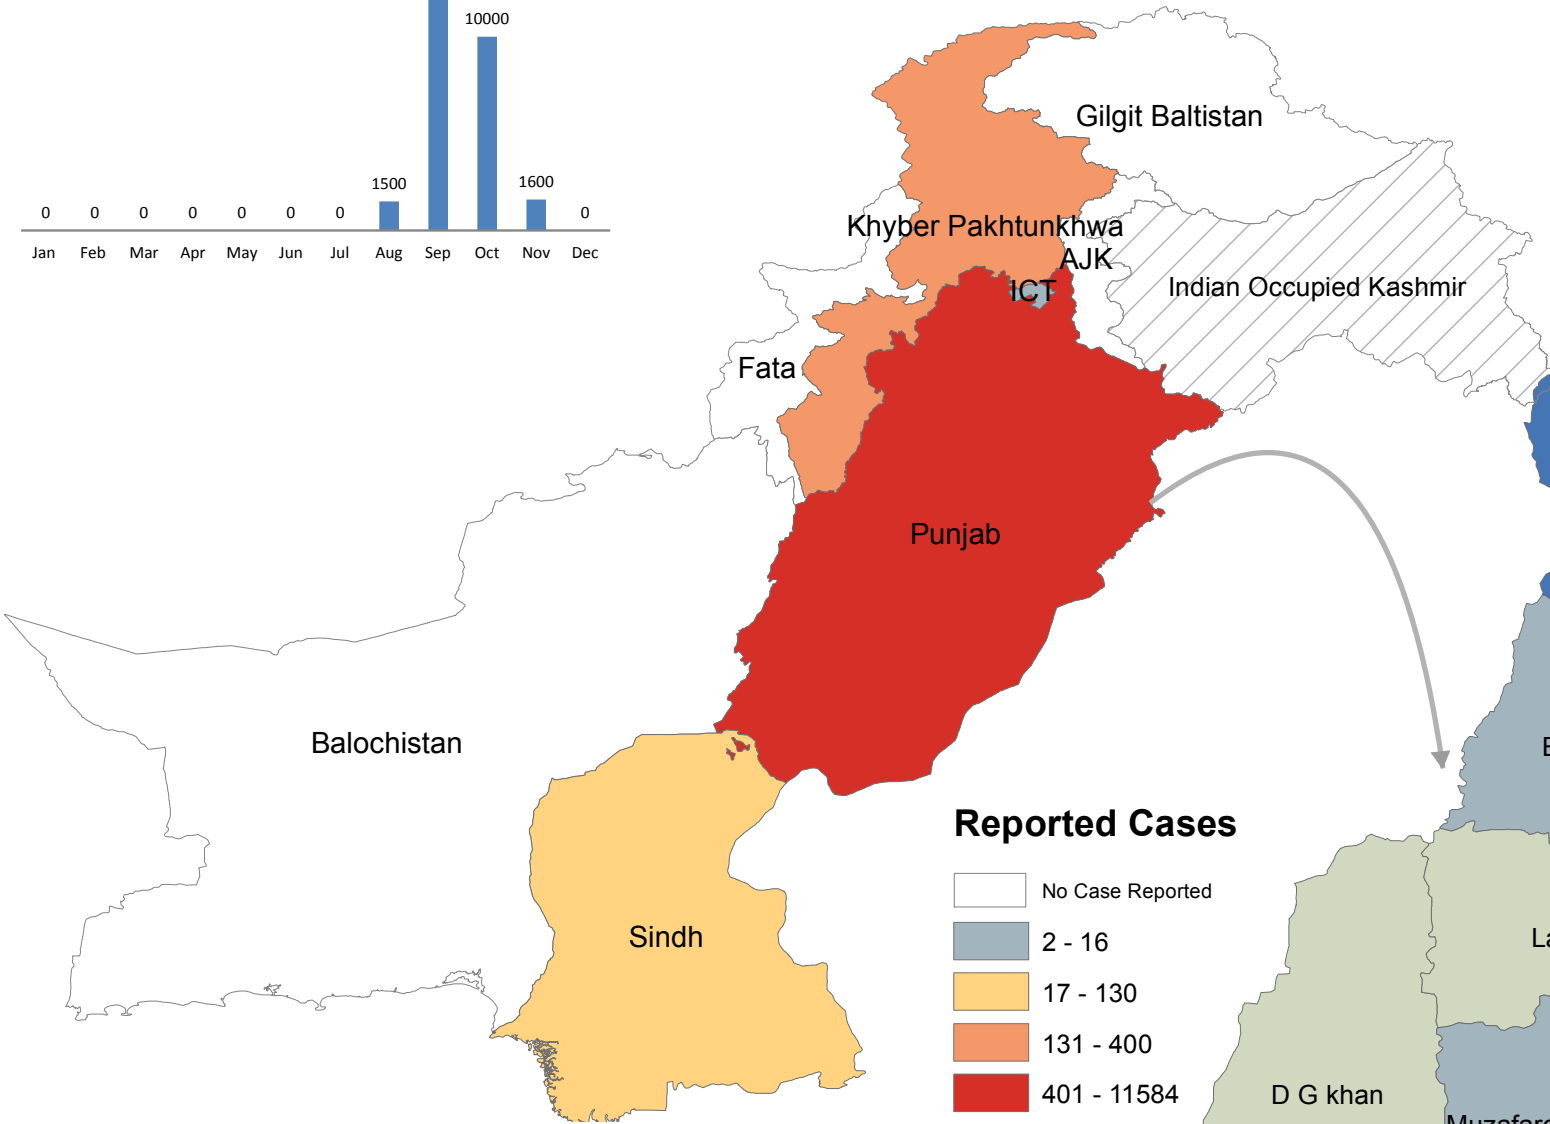 10000
1500
1600
0 0 0 0 0 0 0 0
Jan Feb Mar Apr May Jun Jul Aug Sep Oct Nov Dec
Gilgit Baltistan
Khyber Pakhtunkhwa
AJK
ICT
Indian Occupied Kashmir
Fata
Punjab
Balochistan
Sindh
Reported Cases
No Case Reported
2 - 16
17 - 130
131 - 400
401 - 11584
D G khan